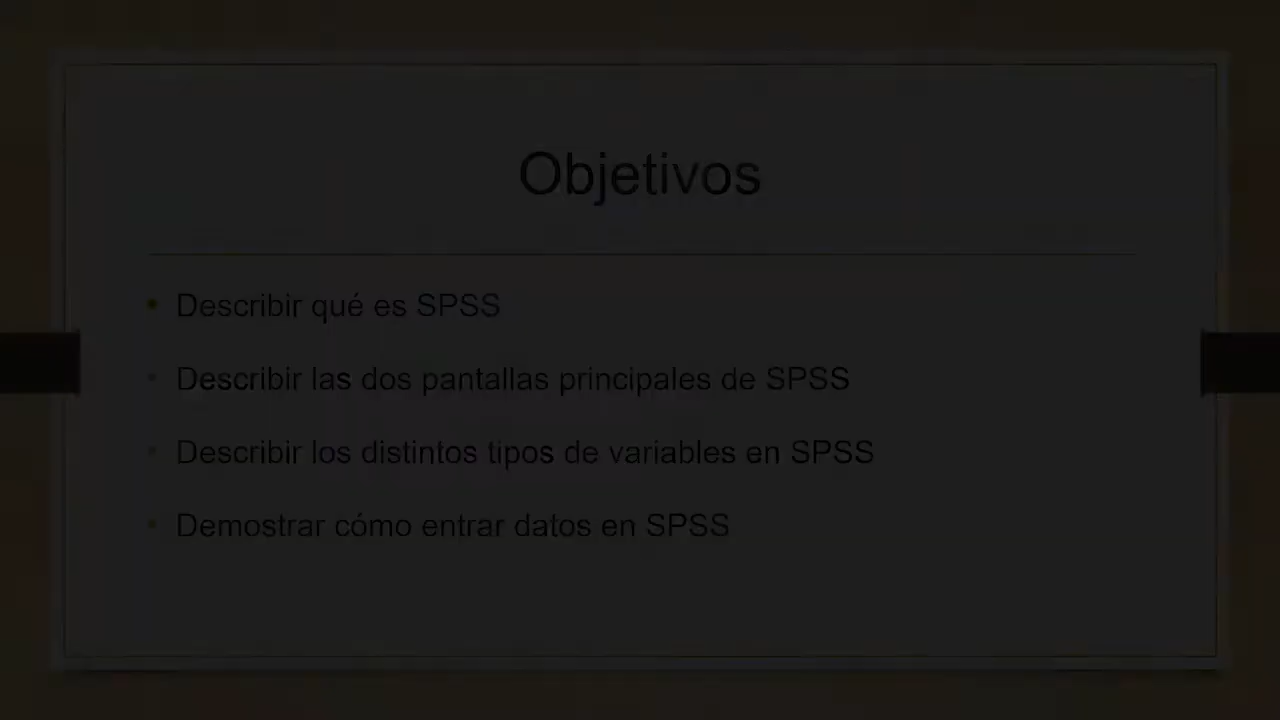 Objetivos
• Describir qué es SPSS
• Describir las dos pantallas principales de SPSS
• Describir los distintos tipos de variables en SPSS
• Demostrar cómo entrar datos en SPSS